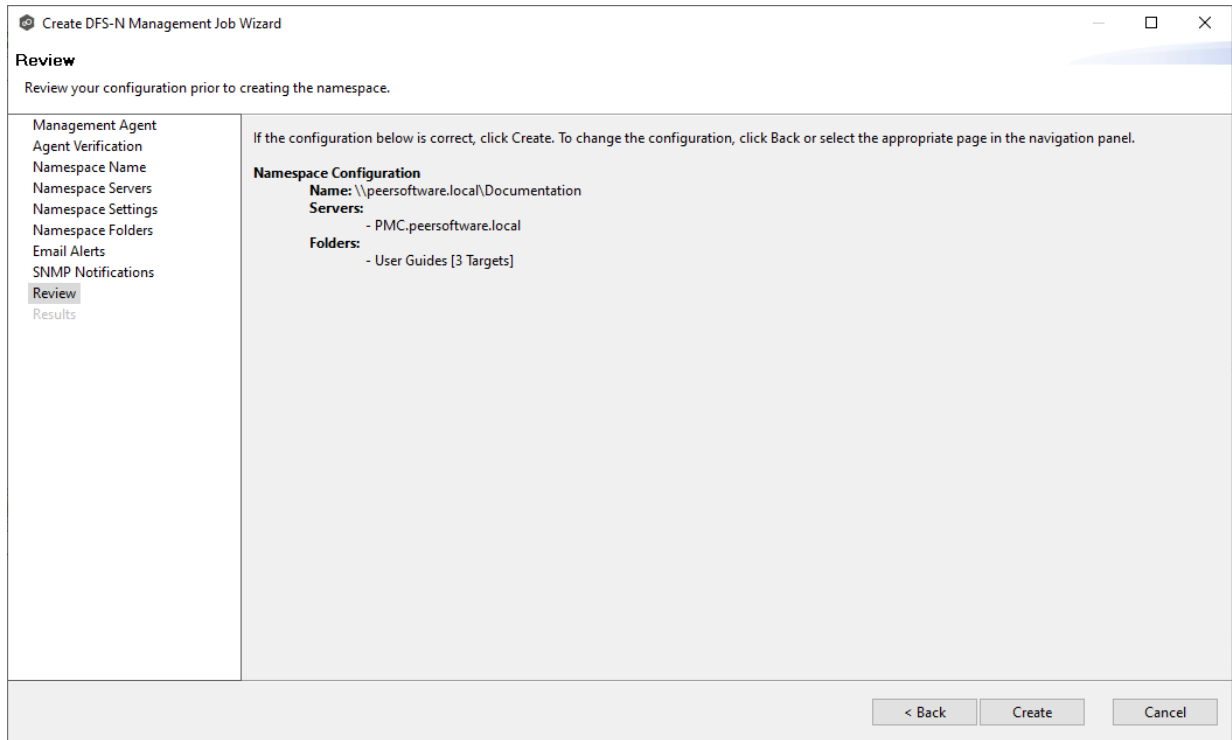 Create DFS-N Management Job Wizard
Review
Review your configuration prior to creating the namespace.
Management Agent
Agent Verification
Namespace Name
Namespace Servers
Namespace Settings
Namespace Folders
Email Alerts
SNMP Notifications
Review
Results
If the configuration below is correct, click Create. To change the configuration, click Back or select the appropriate page in the navigation panel.
Namespace Configuration
Name: \\peersoftware.local\Documentation
Servers:
- PMC.peersoftware.local
Folders:
- User Guides [3 Targets]
< Back Create Cancel